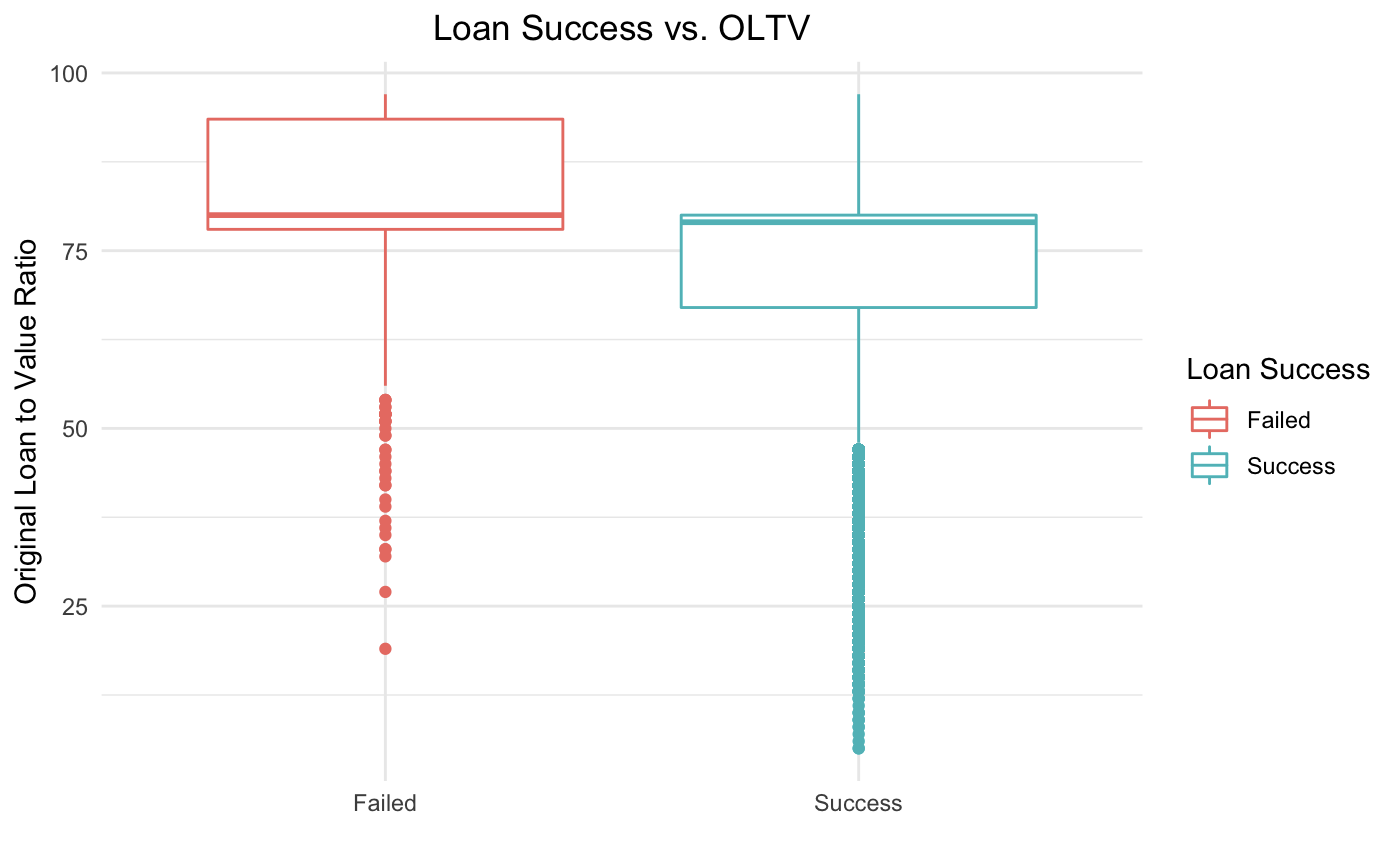 Loan Success vs. OLTV
Original Loan to Value Ratio
100
75
50
25
Failed
Success
Loan Success
Failed
Success